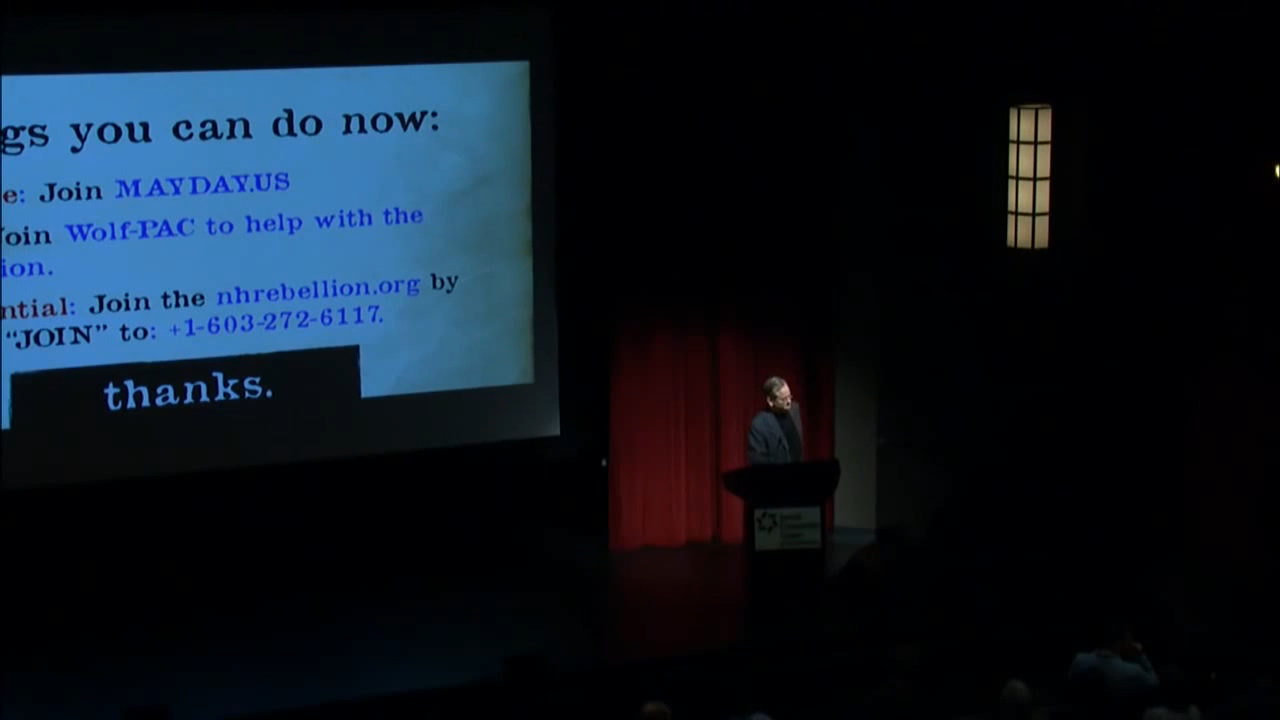 gs you can do now:
e: Join MAYDAY.US
oin Wolf-PAC to help with the
ion.
ntial: Join the nhrebellion.org by
"JOIN" to: +1-603-272-6117.
thanks.